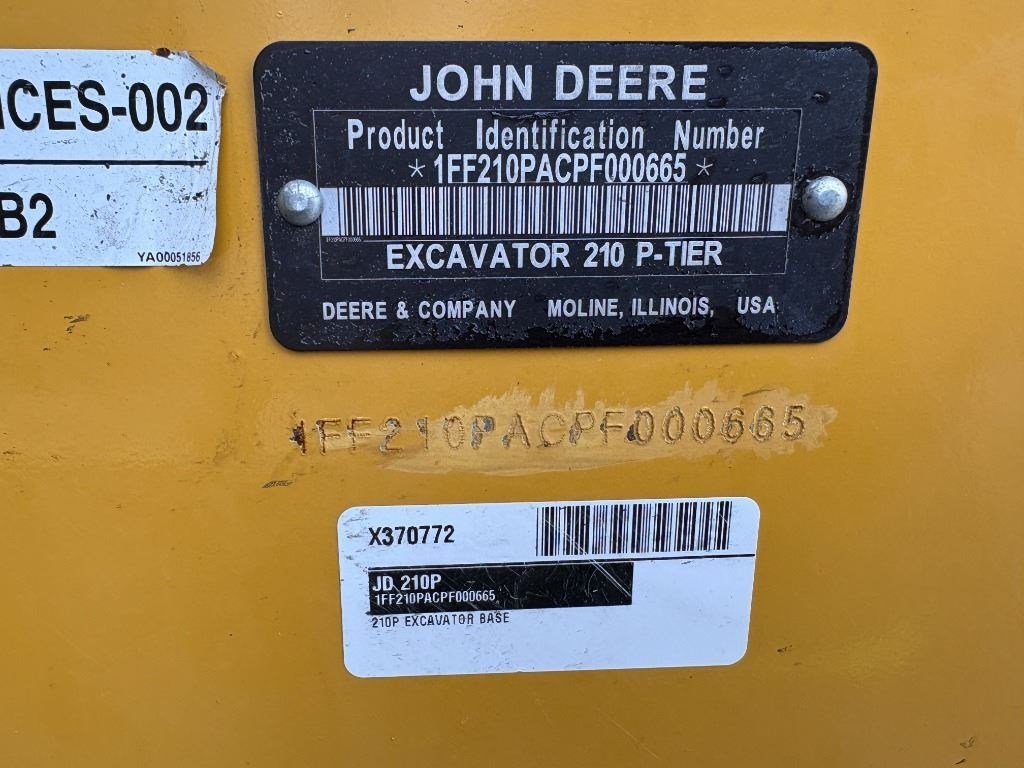 ICES-002
B2
YA00051856
JOHN DEERE
Product Identification Number
*1FF210PACPF000665*
EXCAVATOR 210 P-TIER
DEERE & COMPANY MOLINE, ILLINOIS, USA
1FF210PACPF000665
X370772
JD 210P
1FF210PACPF000665
210P EXCAVATOR BASE